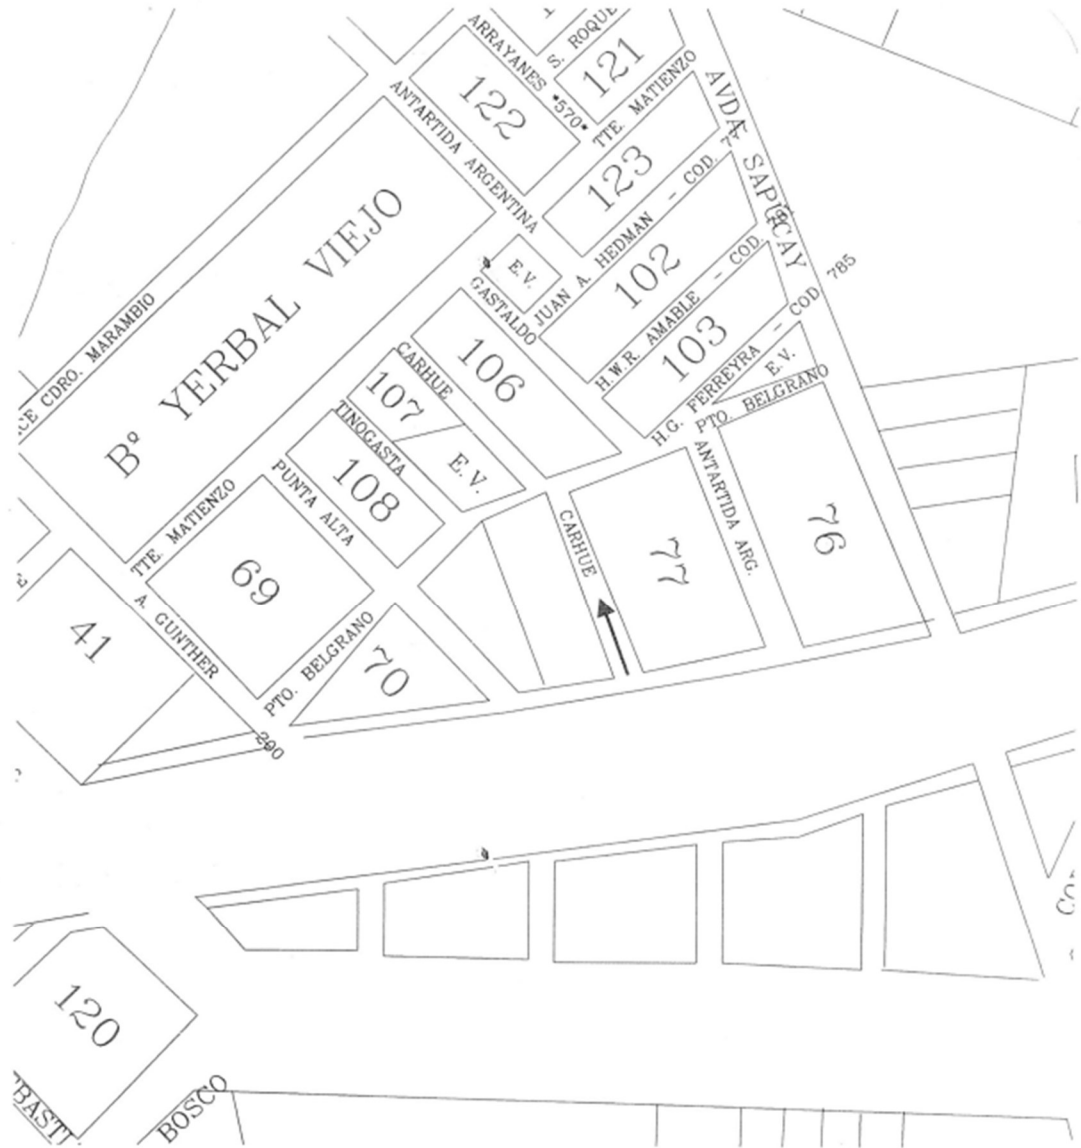 ARRAYANES *570*
S. ROQUE
121
122
TTE. MATIENZO
AVDA. SAPUCAY
ANTARTIDA ARGENTINA
123
JUAN A. HEDMAN - COD.
102
E.V.
GASTALDO
H.W.R. AMABLE - COD.
103
785
H.G. FERREYRA - COD
E.V.
PTO. BELGRANO
Bº YERBAL VIEJO
CDRO. MARAMBIO
CARHUE
106
107
TINOGASTA
E.V.
108
PUNTA ALTA
TTE. MATIENZO
69
ANTARTIDA ARG.
76
77
CARHUE
A. GUNTHER
41
PTO. BELGRANO
70
200
120
BOSCO